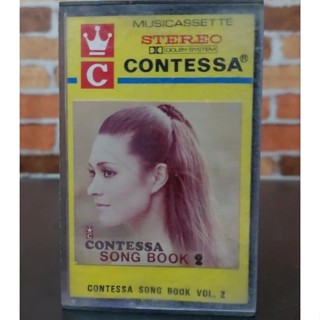 MUSICASSETTE
STEREO
DOLBY SYSTEM
C CONTESSA®
C
CONTESSA
SONG BOOK 2
CONTESSA SONG BOOK VOL. 2